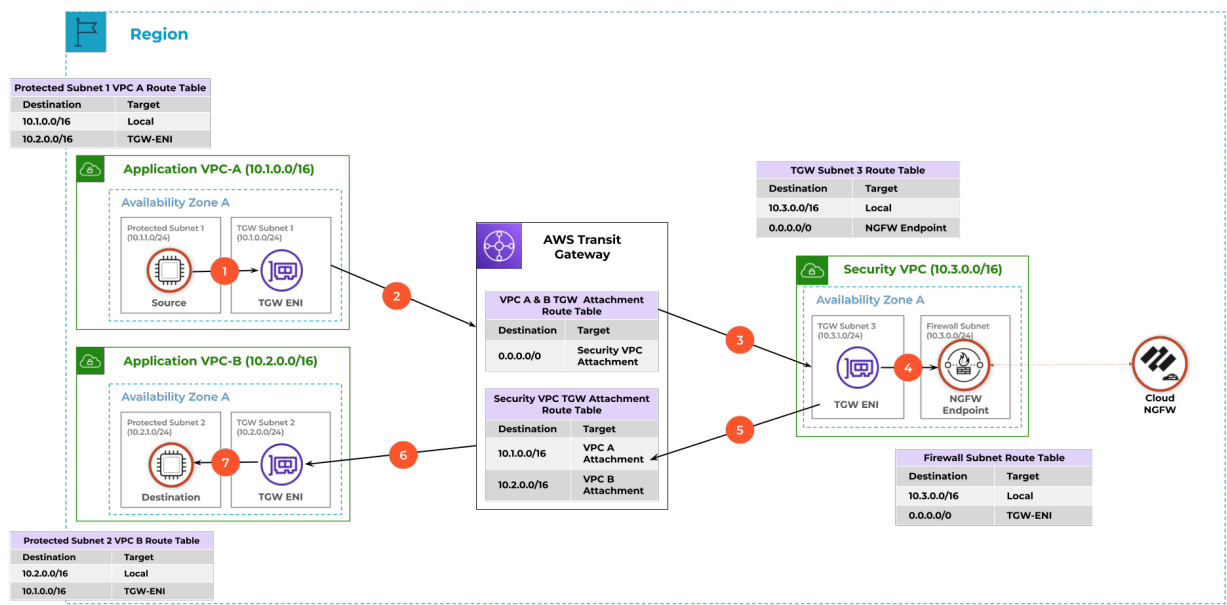 Region
Protected Subnet 1 VPC A Route Table
Destination Target
10.1.0.0/16 Local
10.2.0.0/16 TGW-ENI
Application VPC-A (10.1.0.0/16)
Availability Zone A
Protected Subnet 1
(10.1.1.0/24)
Source
1
TGW Subnet 1
(10.1.0.0/24)
TGW ENI
2
Application VPC-B (10.2.0.0/16)
Availability Zone A
Protected Subnet 2
(10.2.1.0/24)
Destination
7
TGW Subnet 2
(10.2.0.0/24)
TGW ENI
6
Protected Subnet 2 VPC B Route Table
Destination Target
10.2.0.0/16 Local
10.1.0.0/16 TGW-ENI
AWS Transit
Gateway
VPC A & B TGW Attachment
Route Table
Destination Target
0.0.0.0/0 Security VPC
Attachment
Security VPC TGW Attachment
Route Table
Destination Target
10.1.0.0/16 VPC A
Attachment
10.2.0.0/16 VPC B
Attachment
3
5
TGW Subnet 3 Route Table
Destination Target
10.3.0.0/16 Local
0.0.0.0/0 NGFW Endpoint
Security VPC (10.3.0.0/16)
Availability Zone A
TGW Subnet 3
(10.3.1.0/24)
TGW ENI
4
Firewall Subnet
(10.3.0.0/24)
NGFW
Endpoint
Cloud
NGFW
Firewall Subnet Route Table
Destination Target
10.3.0.0/16 Local
0.0.0.0/0 TGW-ENI